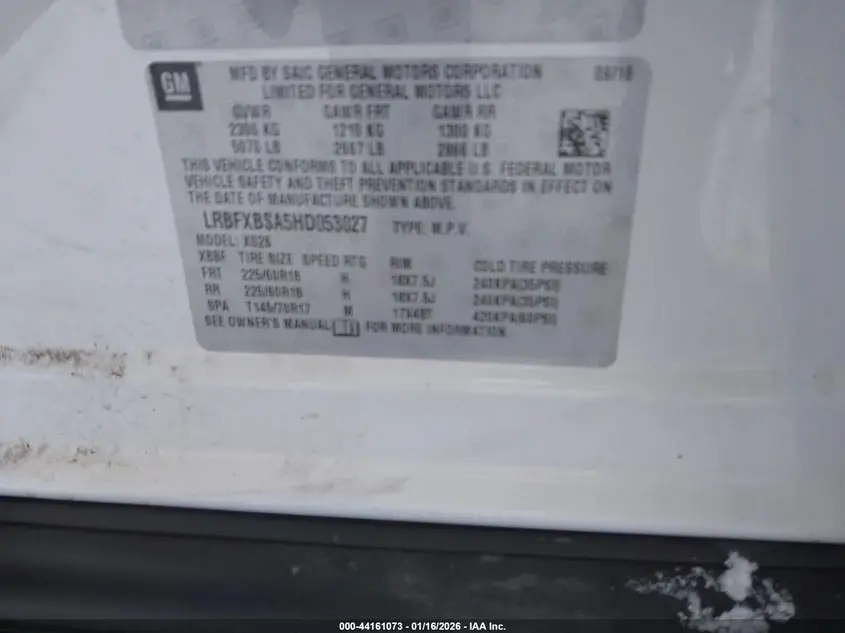 GM
MFD BY SAIC GENERAL MOTORS CORPORATION 09/16
LIMITED FOR GENERAL MOTORS LLC
GVWR GAWR FRT GAWR RR
2300 KG 1210 KG 1300 KG
5070 LB 2667 LB 2866 LB
THIS VEHICLE CONFORMS TO ALL APPLICABLE U.S. FEDERAL MOTOR
VEHICLE SAFETY AND THEFT PREVENTION STANDARDS IN EFFECT ON
THE DATE OF MANUFACTURE SHOWN ABOVE.
LRBFXBSA5HD053027 TYPE: M.P.V.
MODEL: XG26
XBBF TIRE SIZE SPEED RTG RIM COLD TIRE PRESSURE
FRT 225/60R18 H 18X7.5J 240KPA(35PSI)
RR 225/60R18 H 18X7.5J 240KPA(35PSI)
SPA T145/70R17 M 17X4BT 420KPA(60PSI)
SEE OWNER'S MANUAL FOR MORE INFORMATION
000-44161073 — 01/16/2026 — IAA Inc.